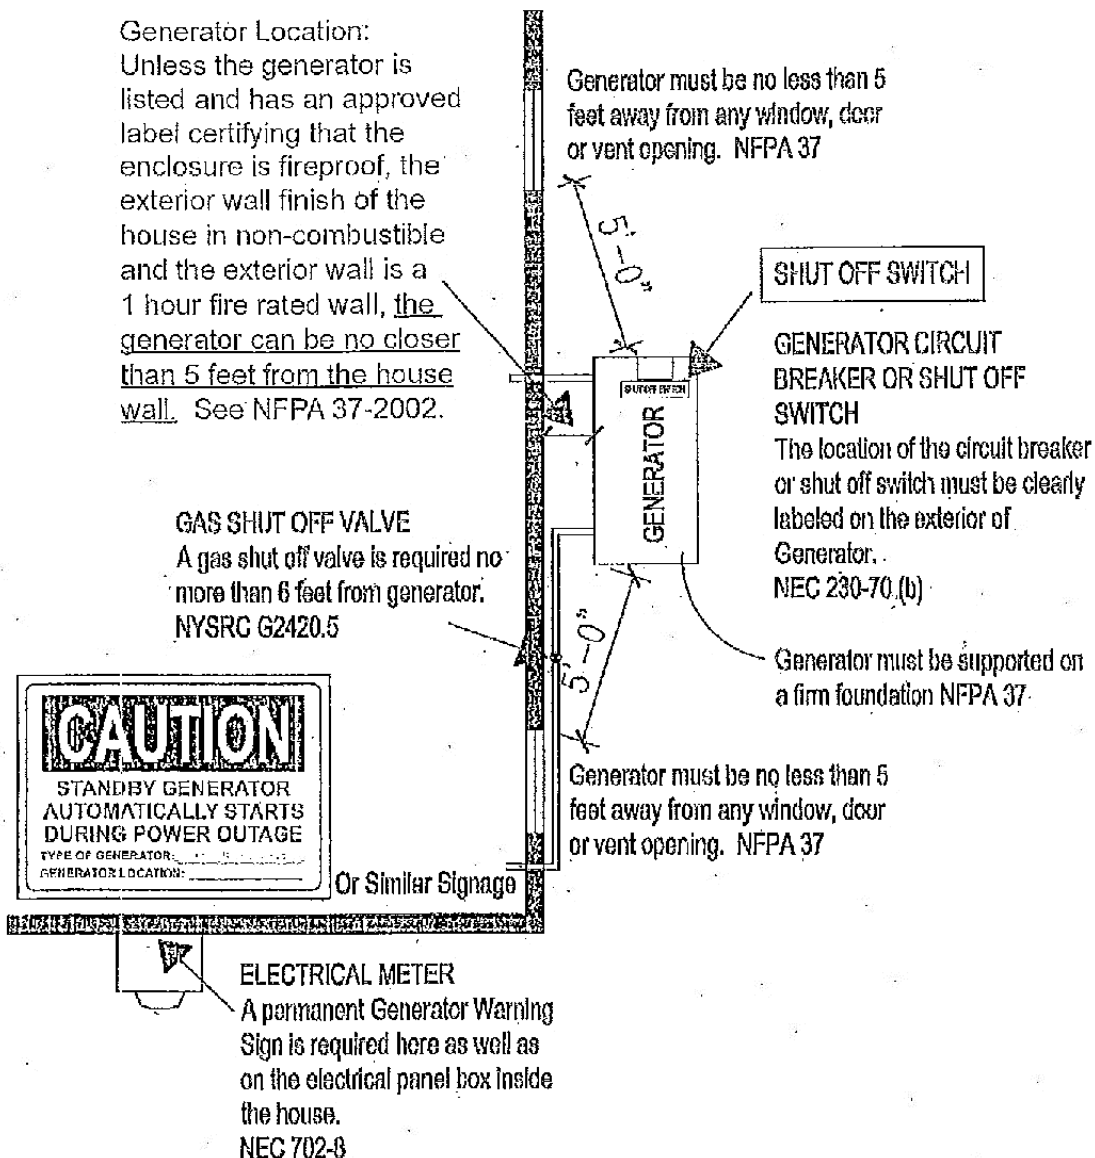 Generator Location:
Unless the generator is
listed and has an approved
label certifying that the
enclosure is fireproof, the
exterior wall finish of the
house in non-combustible
and the exterior wall is a
1 hour fire rated wall, the
generator can be no closer
than 5 feet from the house
wall. See NFPA 37-2002.
Generator must be no less than 5
feet away from any window, door
or vent opening. NFPA 37
5'-0"
SHUT OFF SWITCH
SHUT OFF SWITCH
GENERATOR
GENERATOR CIRCUIT
BREAKER OR SHUT OFF
SWITCH
The location of the circuit breaker
or shut off switch must be clearly
labeled on the exterior of
Generator.
NEC 230-70 (b)
GAS SHUT OFF VALVE
A gas shut off valve is required no
more than 6 feet from generator.
NYSRC G2420.5
5'-0"
Generator must be supported on
a firm foundation NFPA 37
CAUTION
STANDBY GENERATOR
AUTOMATICALLY STARTS
DURING POWER OUTAGE
TYPE OF GENERATOR:
GENERATOR LOCATION:
Or Similar Signage
Generator must be no less than 5
feet away from any window, door
or vent opening. NFPA 37
ELECTRICAL METER
A permanent Generator Warning
Sign is required here as well as
on the electrical panel box inside
the house.
NEC 702-8